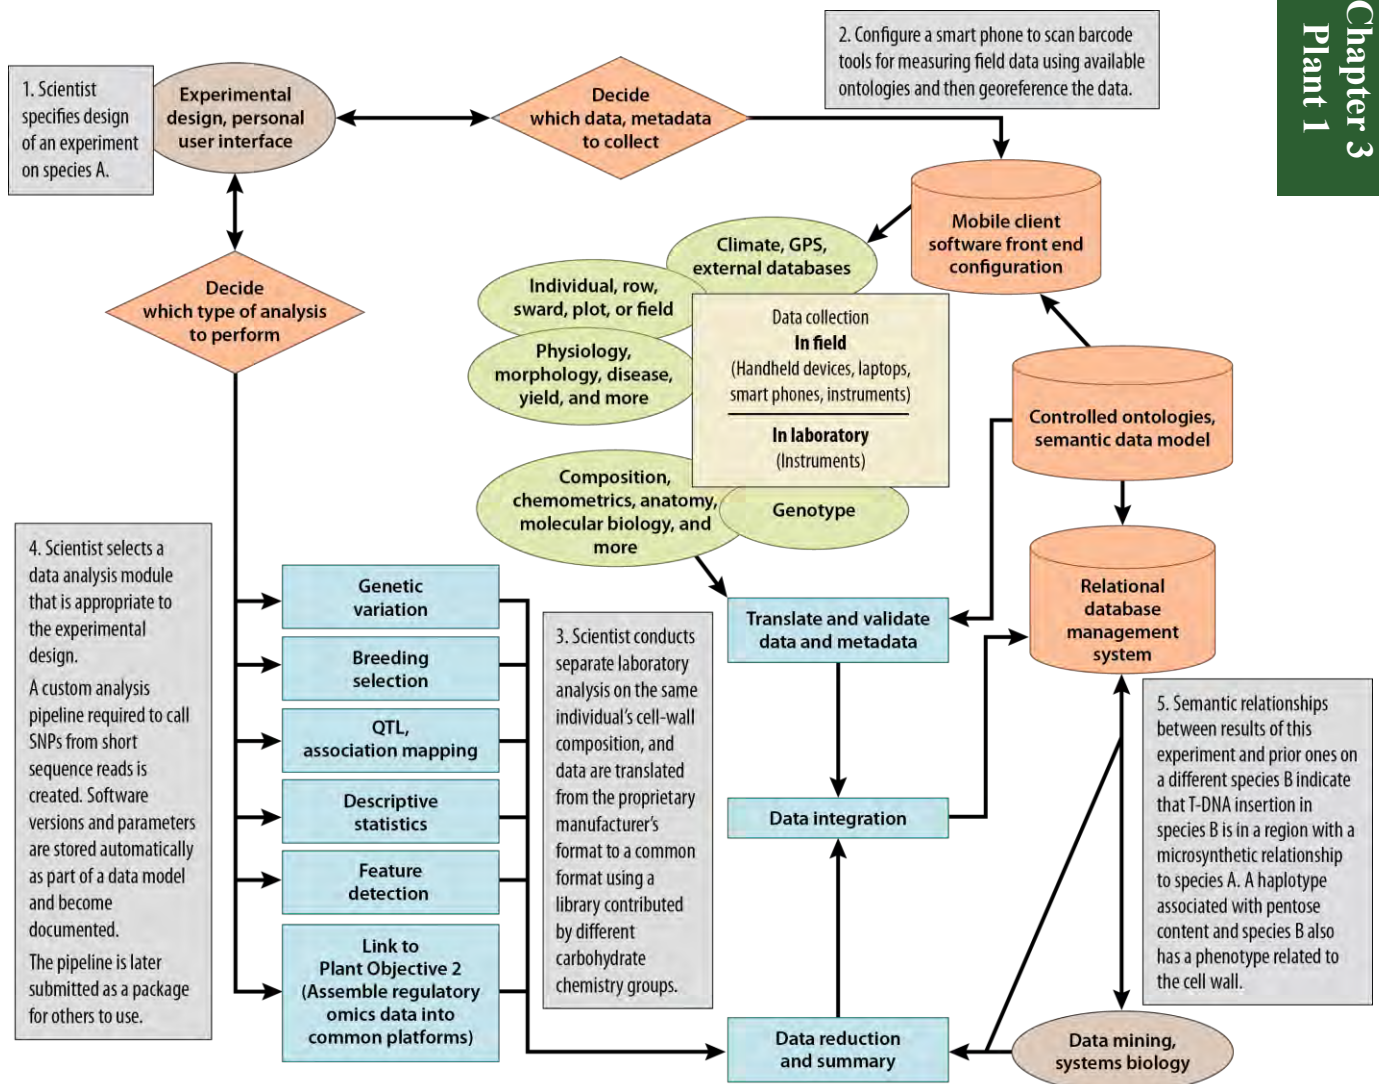 Chapter 3
Plant 1
1. Scientist
specifies design
of an experiment
on species A.
Experimental
design, personal
user interface
Decide
which data, metadata
to collect
2. Configure a smart phone to scan barcode
tools for measuring field data using available
ontologies and then georeference the data.
Mobile client
software front end
configuration
Decide
which type of analysis
to perform
Climate, GPS,
external databases
Individual, row,
sward, plot, or field
Physiology,
morphology, disease,
yield, and more
Data collection
In field
(Handheld devices, laptops,
smart phones, instruments)
In laboratory
(Instruments)
Composition,
chemometrics, anatomy,
molecular biology, and
more
Genotype
Controlled ontologies,
semantic data model
Relational
database
management
system
4. Scientist selects a
data analysis module
that is appropriate to
the experimental
design.
A custom analysis
pipeline required to call
SNPs from short
sequence reads is
created. Software
versions and parameters
are stored automatically
as part of a data model
and become
documented.
The pipeline is later
submitted as a package
for others to use.
Genetic
variation
Breeding
selection
QTL,
association mapping
Descriptive
statistics
Feature
detection
Link to
Plant Objective 2
(Assemble regulatory
omics data into
common platforms)
3. Scientist conducts
separate laboratory
analysis on the same
individual's cell-wall
composition, and
data are translated
from the proprietary
manufacturer's
format to a common
format using a
library contributed
by different
carbohydrate
chemistry groups.
Translate and validate
data and metadata
Data integration
Data reduction
and summary
5. Semantic relationships
between results of this
experiment and prior ones on
a different species B indicate
that T-DNA insertion in
species B is in a region with a
microsynthetic relationship
to species A. A haplotype
associated with pentose
content and species B also
has a phenotype related to
the cell wall.
Data mining,
systems biology